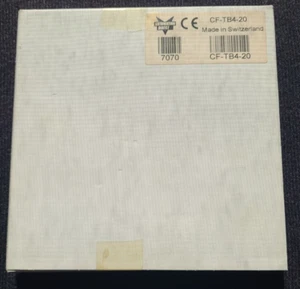 CE CF-TB4-20
Made in Switzerland
7070 CF-TB4-20